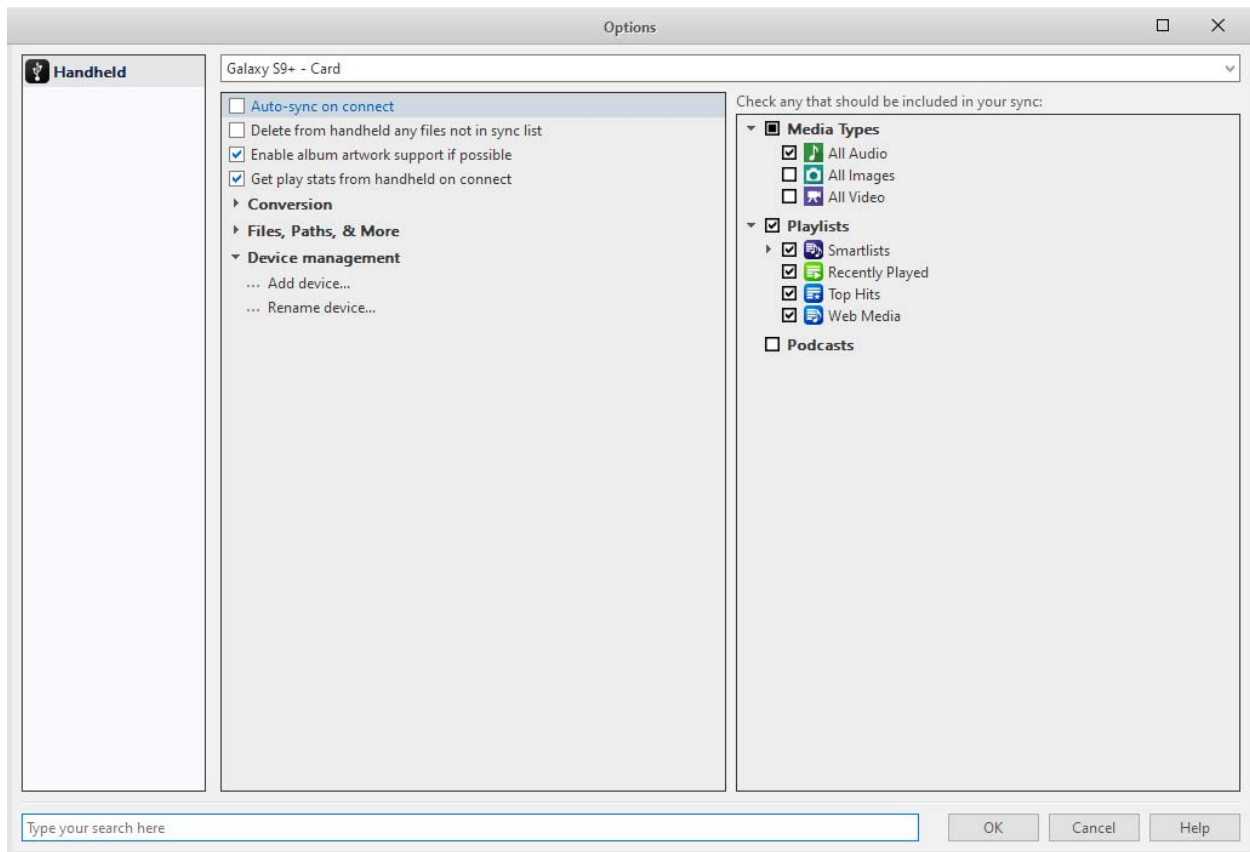 Options
Handheld
Galaxy S9+ - Card
Auto-sync on connect
Delete from handheld any files not in sync list
Enable album artwork support if possible
Get play stats from handheld on connect
Conversion
Files, Paths, & More
Device management
... Add device...
... Rename device...
Check any that should be included in your sync:
Media Types
All Audio
All Images
All Video
Playlists
Smartlists
Recently Played
Top Hits
Web Media
Podcasts
Type your search here
OK
Cancel
Help